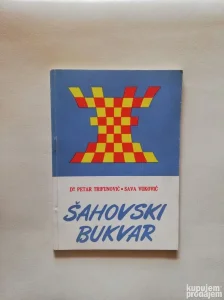 Dr PETAR TRIFUNOVIĆ • SAVA VUKOVIĆ
ŠAHOVSKI
BUKVAR
kupujem
prodajem